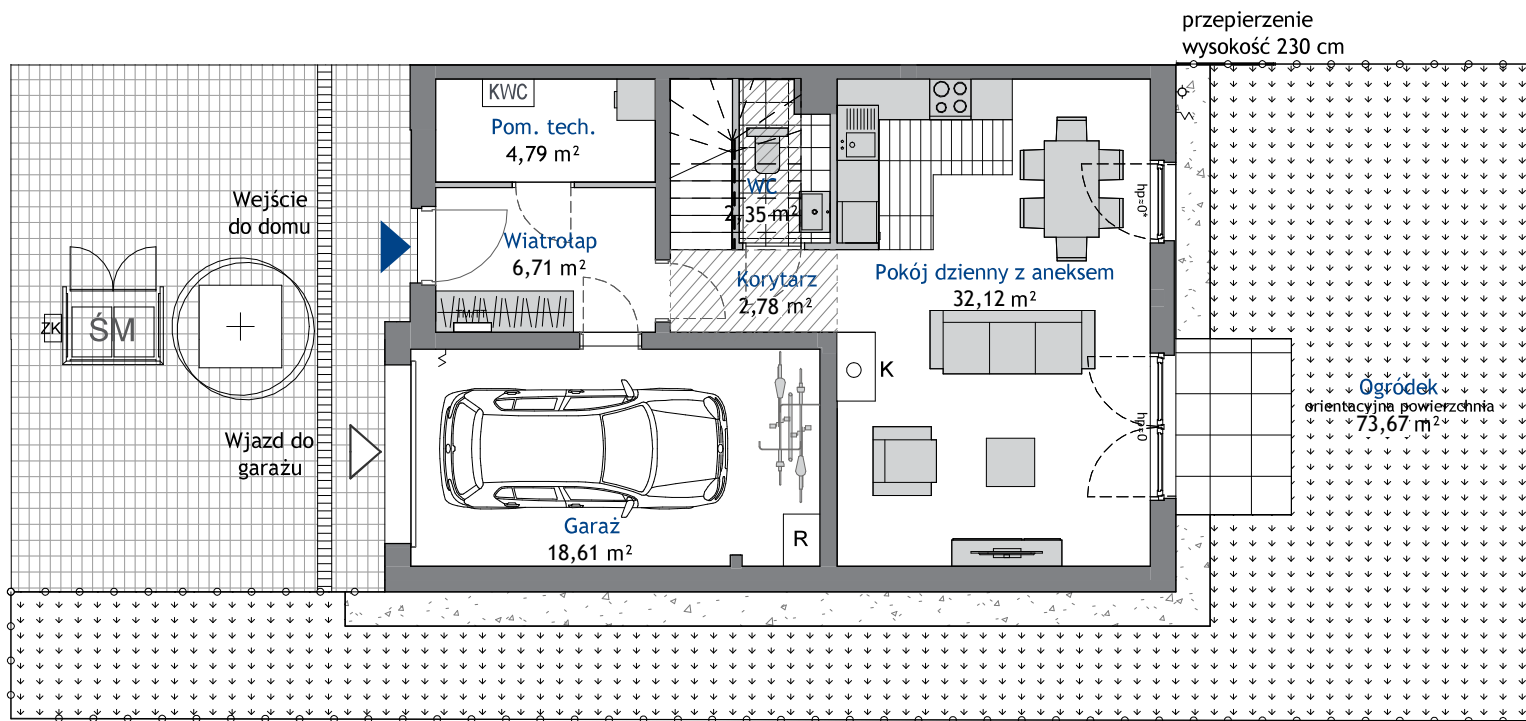 przepierzenie
wysokość 230 cm
KWC
Pom. tech.
4,79 m²
Wejście
do domu
WC
2,35 m²
hp=0*
Wiatrołap
6,71 m²
Korytarz
2,78 m²
Pokój dzienny z aneksem
32,12 m²
TM/TT
ZK
ŚM
K
Ogródek
orientacyjna powierzchnia
73,67 m²
hp=0
Wjazd do
garażu
Garaż
18,61 m²
R